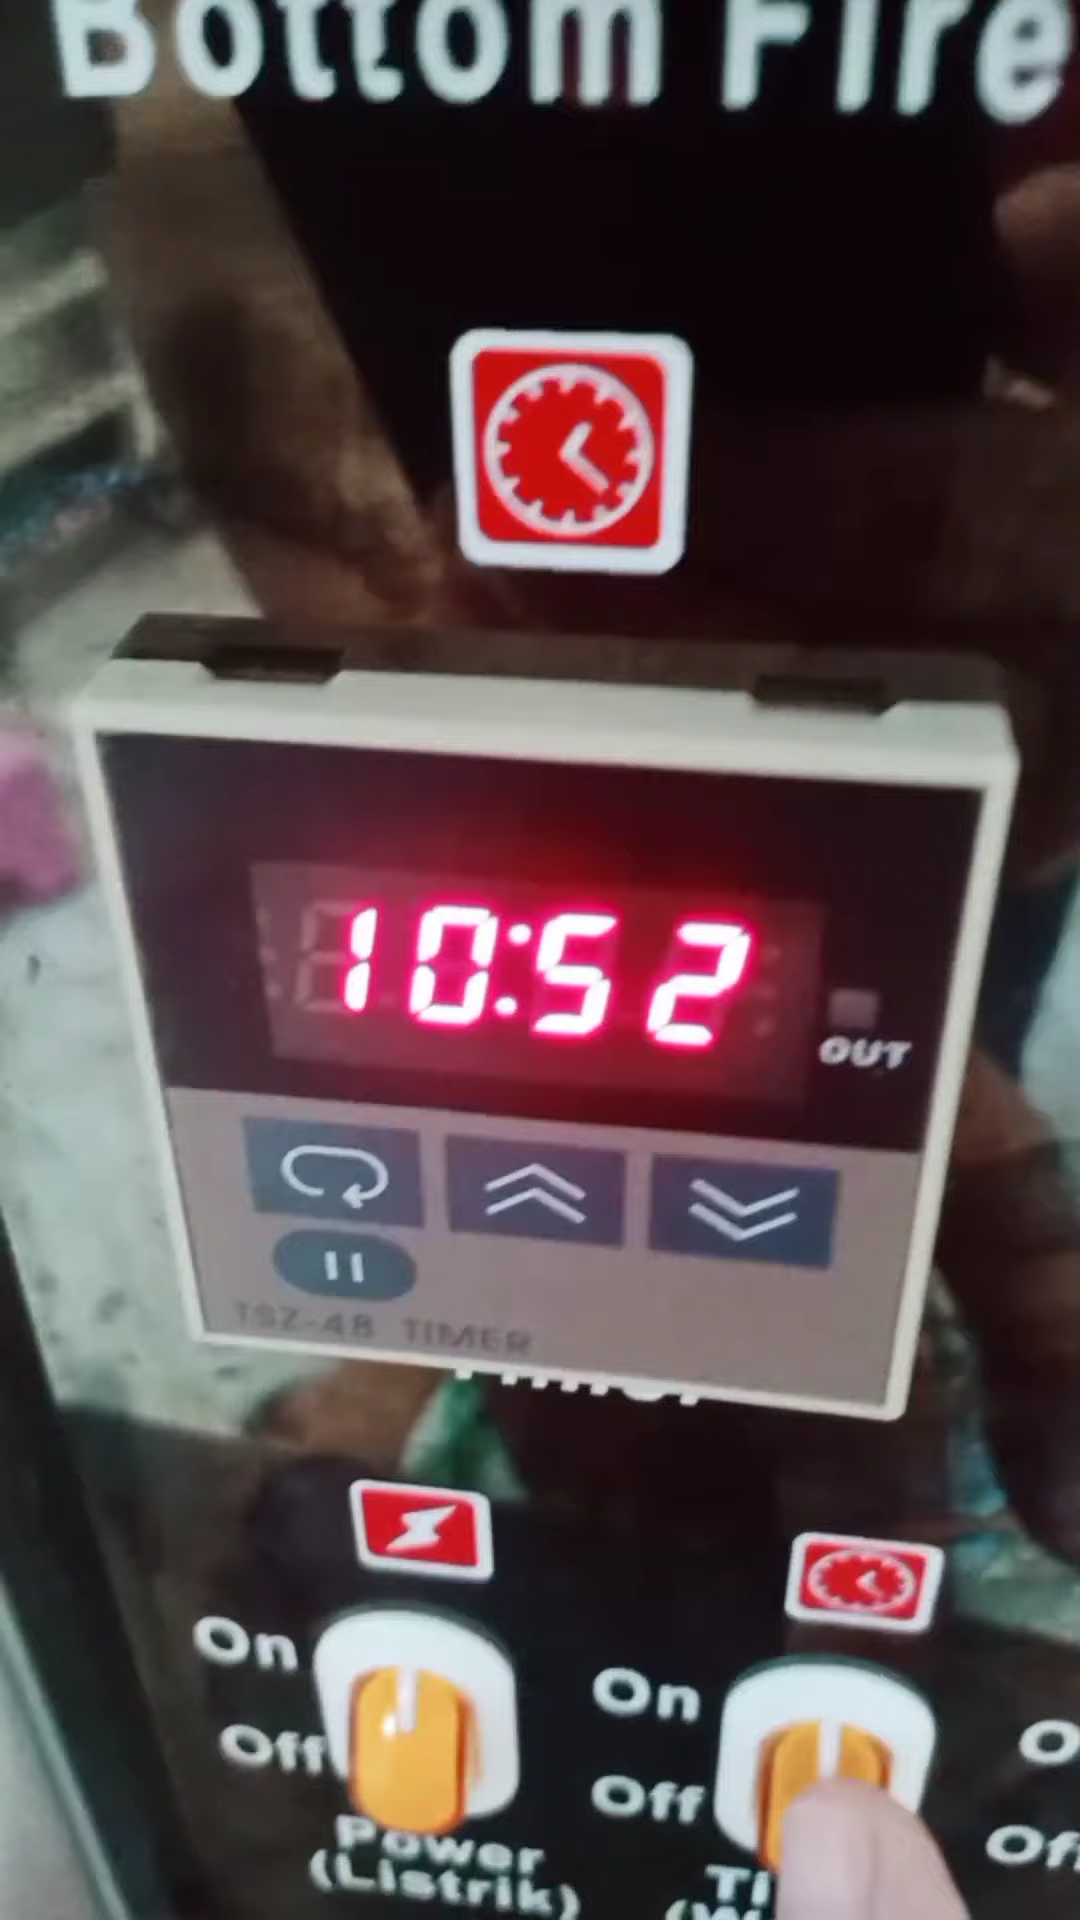 Bottom Fire
10:52
OUT
TSZ-48 TIMER
On
Off
Power
(Listrik)
On
Off